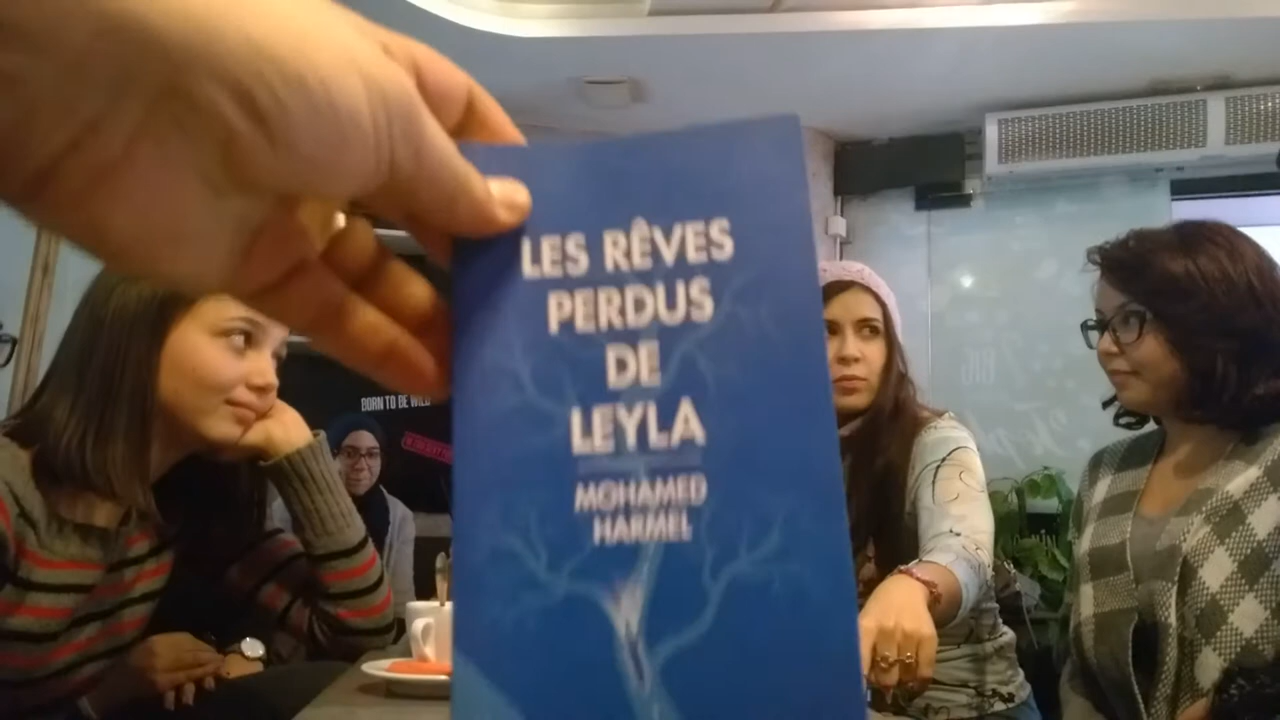 LES RÊVES
PERDUS
DE
LEYLA
MOHAMED
HARMEL
BORN TO BE WILD